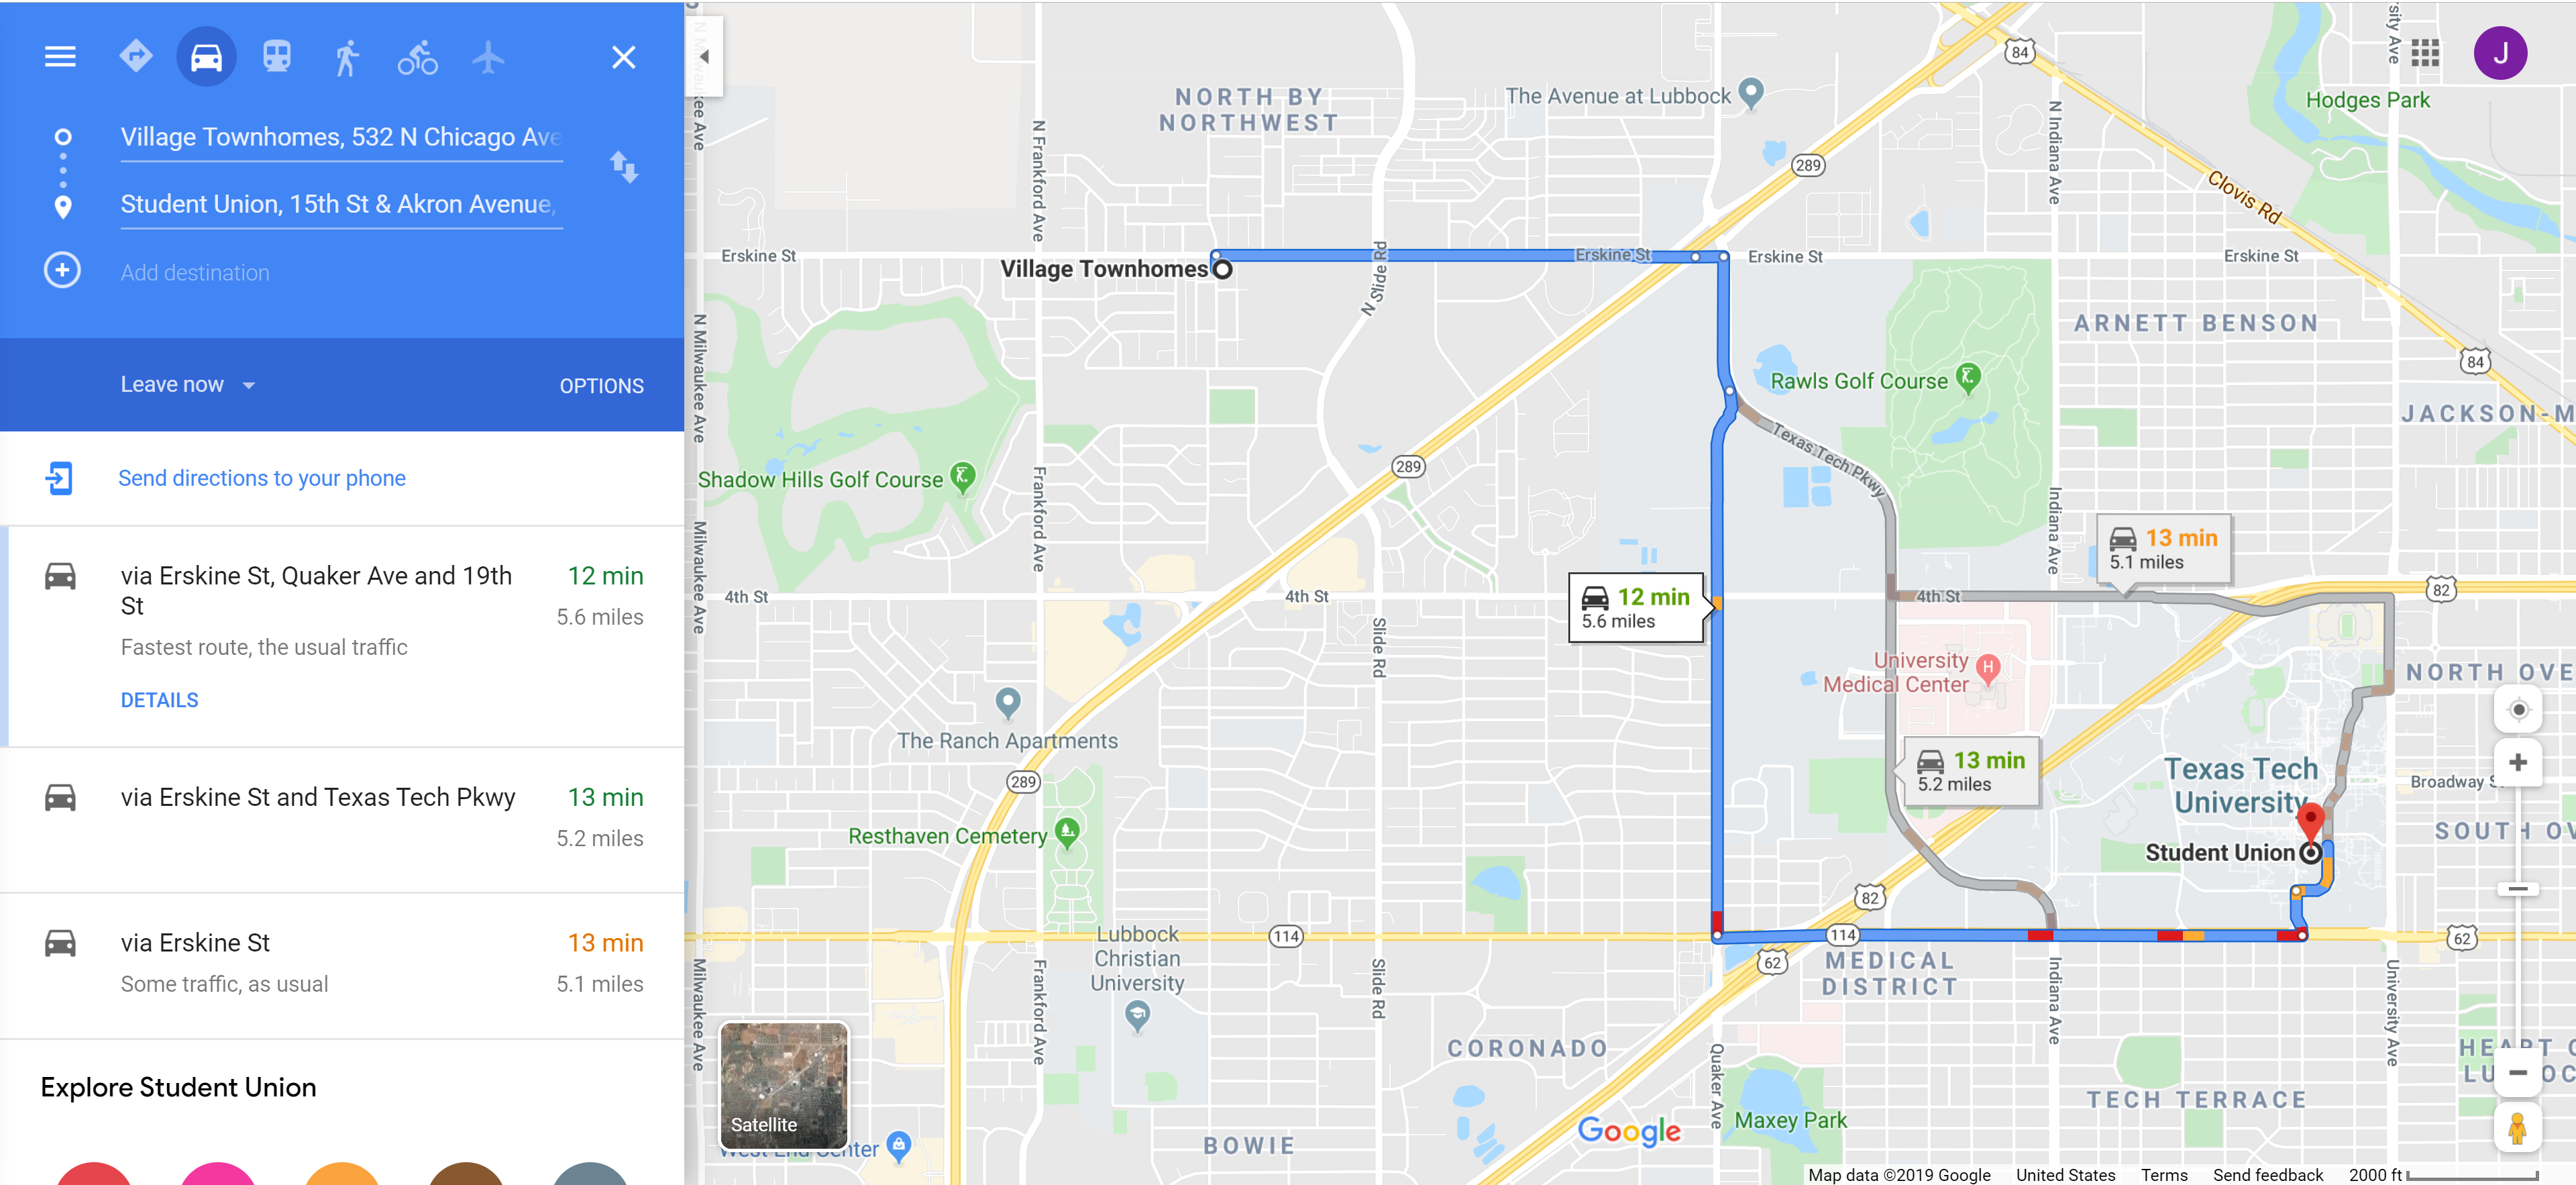 Village Townhomes, 532 N Chicago Ave
Student Union, 15th St & Akron Avenue,
Add destination
Leave now
OPTIONS
Send directions to your phone
via Erskine St, Quaker Ave and 19th
St
12 min
5.6 miles
Fastest route, the usual traffic
DETAILS
via Erskine St and Texas Tech Pkwy
13 min
5.2 miles
via Erskine St
13 min
Some traffic, as usual
5.1 miles
Explore Student Union
J
NORTH BY
NORTHWEST
The Avenue at Lubbock
84
Hodges Park
289
Clovis Rd
N Frankford Ave
N Indiana Ave
Erskine St
Erskine St
Erskine St
Erskine St
Village Townhomes
N Slide Rd
N Milwaukee Ave
ARNETT BENSON
84
Rawls Golf Course
JACKSON-M
Texas Tech Pkwy
Shadow Hills Golf Course
289
Frankford Ave
Indiana Ave
Milwaukee Ave
13 min
5.1 miles
12 min
5.6 miles
4th St
4th St
4th St
82
Slide Rd
University
Medical Center
NORTH OVE
The Ranch Apartments
13 min
5.2 miles
289
Texas Tech
University
Broadway S
Resthaven Cemetery
SOUTH OV
Student Union
82
114
114
62
62
Lubbock
Christian
University
MEDICAL
DISTRICT
Milwaukee Ave
Frankford Ave
Slide Rd
Indiana Ave
University Ave
CORONADO
Quaker Ave
TECH TERRACE
Maxey Park
BOWIE
Satellite
West End Center
Google
Map data ©2019 Google
United States
Terms
Send feedback
2000 ft